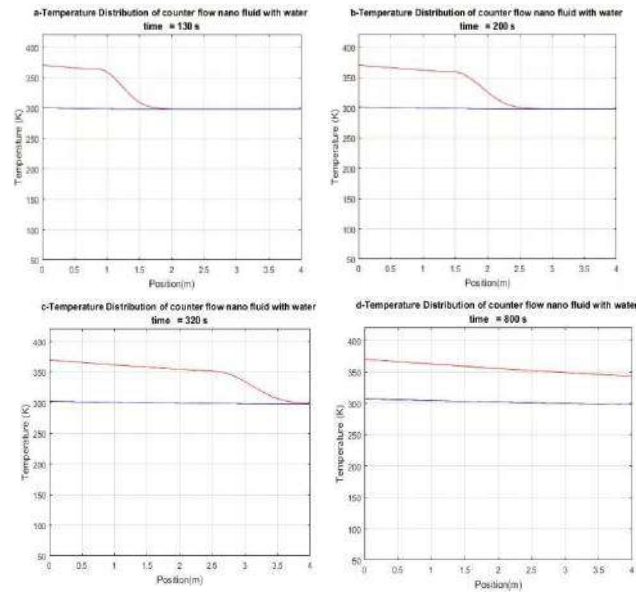 a-Temperature Distribution of counter flow nano fluid with water
time = 130 s
400
350
300
250
200
150
100
50
Temperature (K)
0 0.5 1 1.5 2 2.5 3 3.5 4
Position(m)
b-Temperature Distribution of counter flow nano fluid with water
time = 200 s
400
350
300
250
200
150
100
50
Temperature (K)
0 0.5 1 1.5 2 2.5 3 3.5 4
Position(m)
c-Temperature Distribution of counter flow nano fluid with water
time = 320 s
400
350
300
250
200
150
100
50
Temperature (K)
0 0.5 1 1.5 2 2.5 3 3.5 4
Position(m)
d-Temperature Distribution of counter flow nano fluid with water
time = 800 s
400
350
300
250
200
150
100
50
Temperature (K)
0 0.5 1 1.5 2 2.5 3 3.5 4
Position(m)